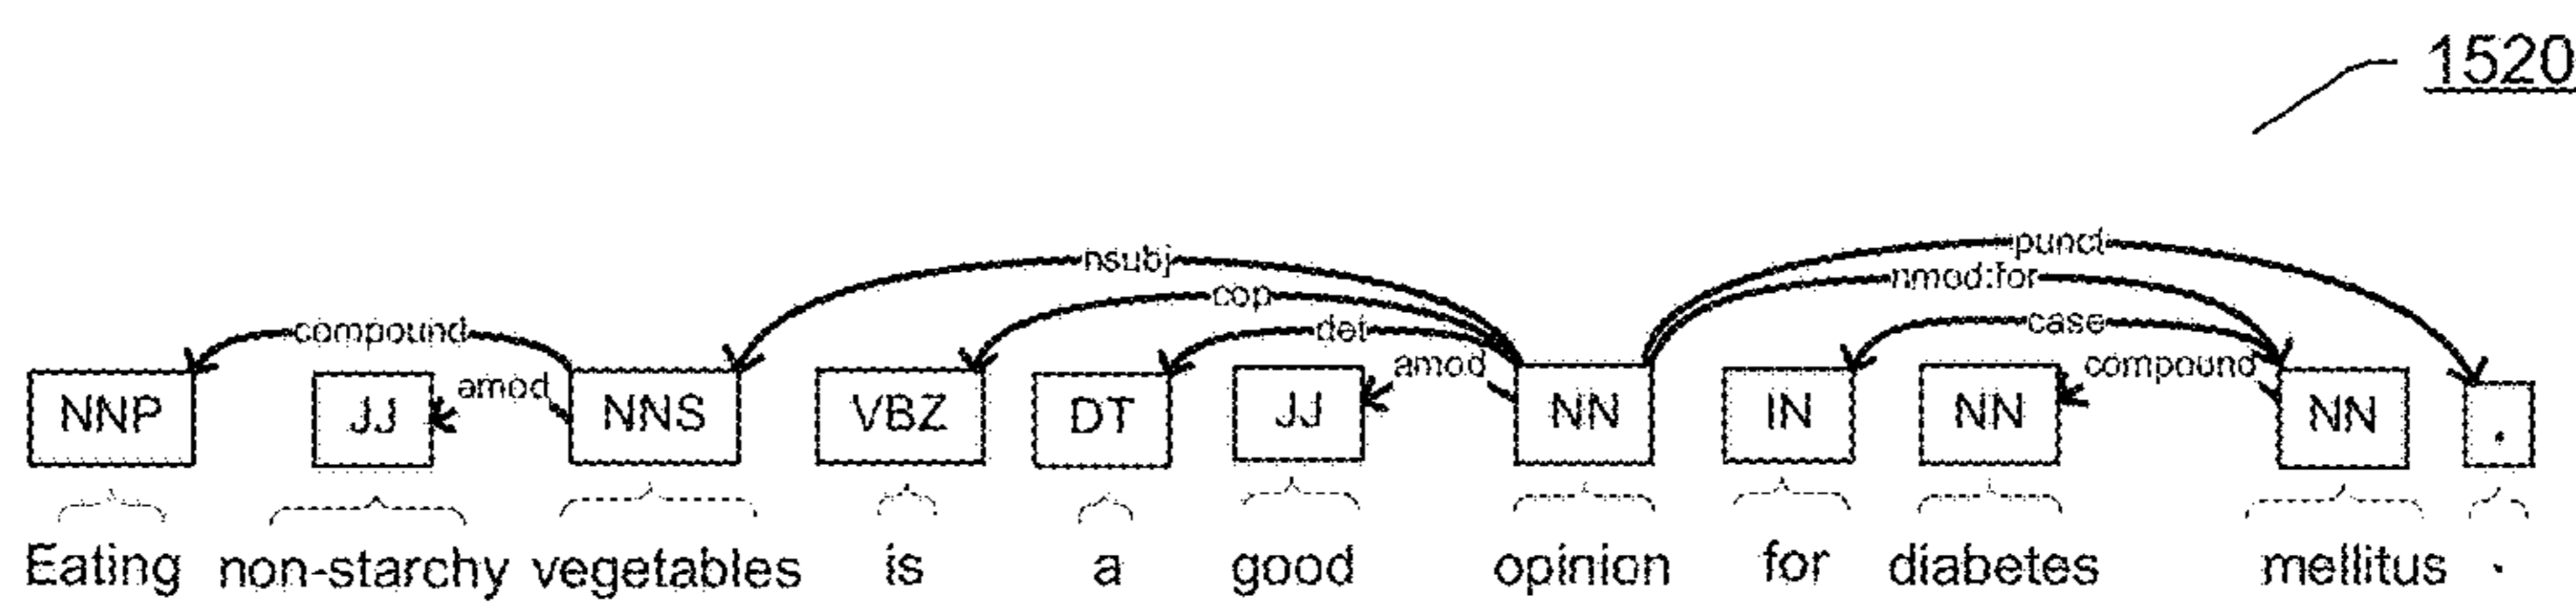 1520
nsubj
punct
nmod:for
cop
compound
det
case
amod
amod
compound
NNP JJ NNS VBZ DT JJ NN IN NN NN .
Eating non-starchy vegetables is a good opinion for diabetes mellitus .